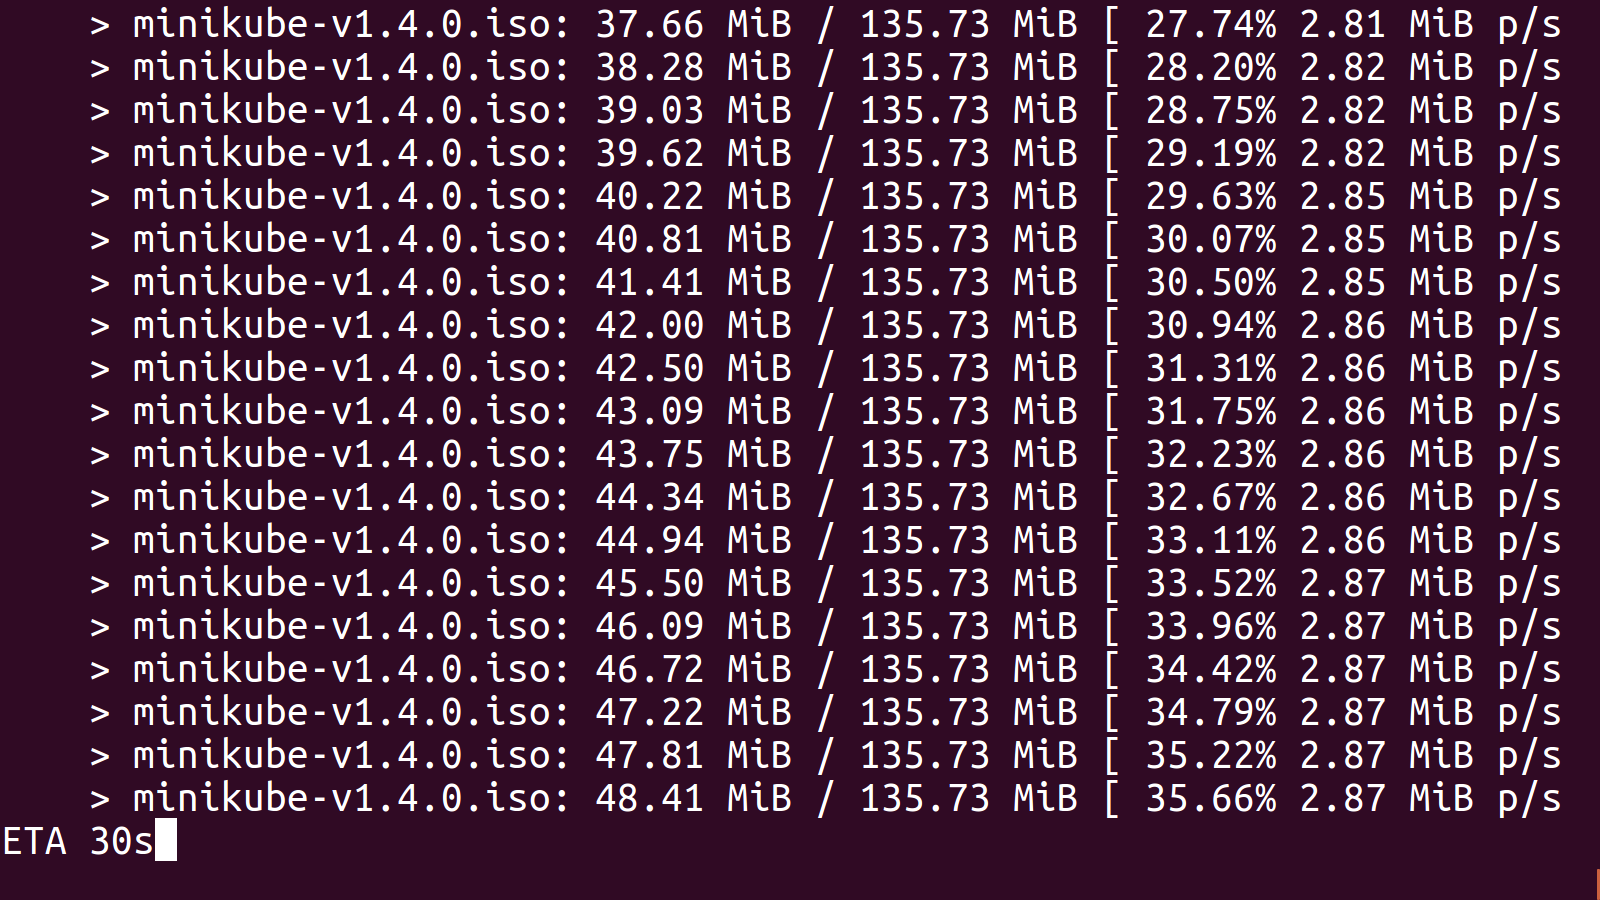 > minikube-v1.4.0.iso: 37.66 MiB / 135.73 MiB [ 27.74% 2.81 MiB p/s
> minikube-v1.4.0.iso: 38.28 MiB / 135.73 MiB [ 28.20% 2.82 MiB p/s
> minikube-v1.4.0.iso: 39.03 MiB / 135.73 MiB [ 28.75% 2.82 MiB p/s
> minikube-v1.4.0.iso: 39.62 MiB / 135.73 MiB [ 29.19% 2.82 MiB p/s
> minikube-v1.4.0.iso: 40.22 MiB / 135.73 MiB [ 29.63% 2.85 MiB p/s
> minikube-v1.4.0.iso: 40.81 MiB / 135.73 MiB [ 30.07% 2.85 MiB p/s
> minikube-v1.4.0.iso: 41.41 MiB / 135.73 MiB [ 30.50% 2.85 MiB p/s
> minikube-v1.4.0.iso: 42.00 MiB / 135.73 MiB [ 30.94% 2.86 MiB p/s
> minikube-v1.4.0.iso: 42.50 MiB / 135.73 MiB [ 31.31% 2.86 MiB p/s
> minikube-v1.4.0.iso: 43.09 MiB / 135.73 MiB [ 31.75% 2.86 MiB p/s
> minikube-v1.4.0.iso: 43.75 MiB / 135.73 MiB [ 32.23% 2.86 MiB p/s
> minikube-v1.4.0.iso: 44.34 MiB / 135.73 MiB [ 32.67% 2.86 MiB p/s
> minikube-v1.4.0.iso: 44.94 MiB / 135.73 MiB [ 33.11% 2.86 MiB p/s
> minikube-v1.4.0.iso: 45.50 MiB / 135.73 MiB [ 33.52% 2.87 MiB p/s
> minikube-v1.4.0.iso: 46.09 MiB / 135.73 MiB [ 33.96% 2.87 MiB p/s
> minikube-v1.4.0.iso: 46.72 MiB / 135.73 MiB [ 34.42% 2.87 MiB p/s
> minikube-v1.4.0.iso: 47.22 MiB / 135.73 MiB [ 34.79% 2.87 MiB p/s
> minikube-v1.4.0.iso: 47.81 MiB / 135.73 MiB [ 35.22% 2.87 MiB p/s
> minikube-v1.4.0.iso: 48.41 MiB / 135.73 MiB [ 35.66% 2.87 MiB p/s
ETA 30s